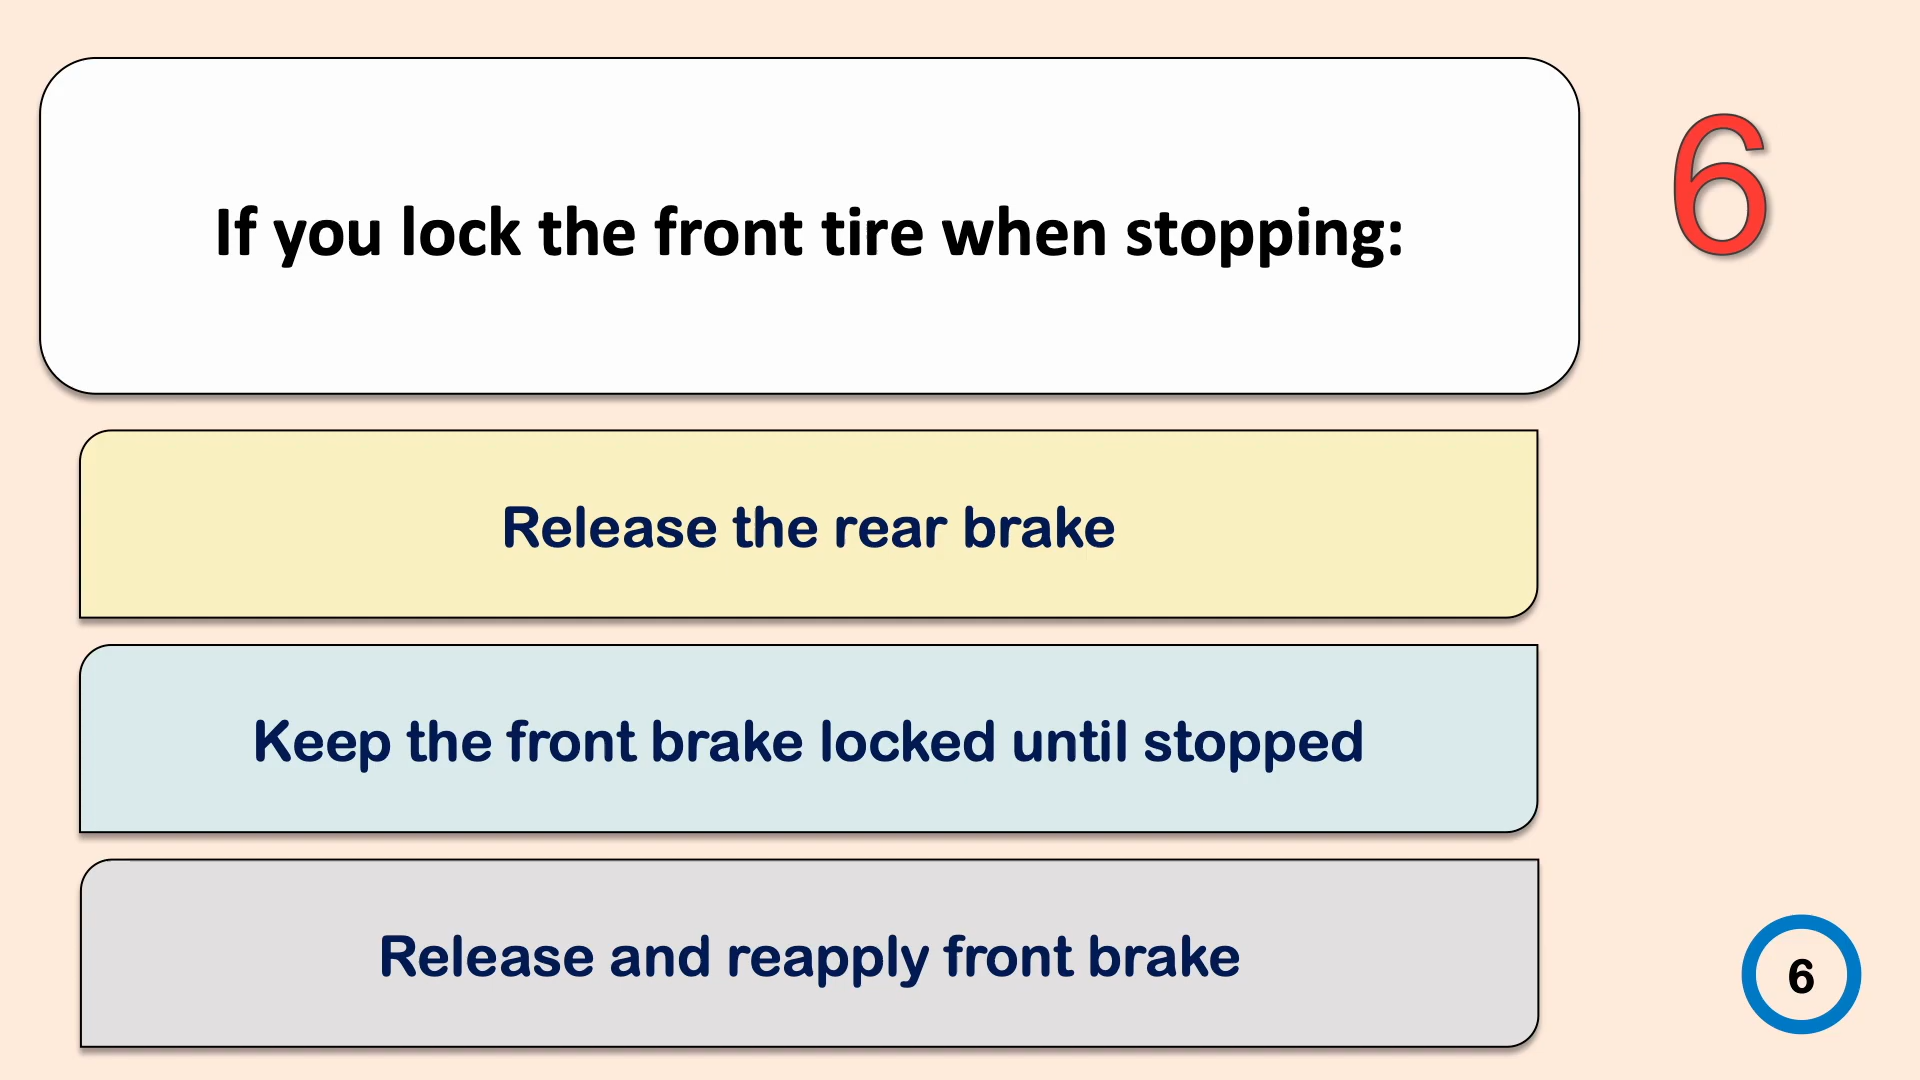 If you lock the front tire when stopping:
6
Release the rear brake
Keep the front brake locked until stopped
Release and reapply front brake
6